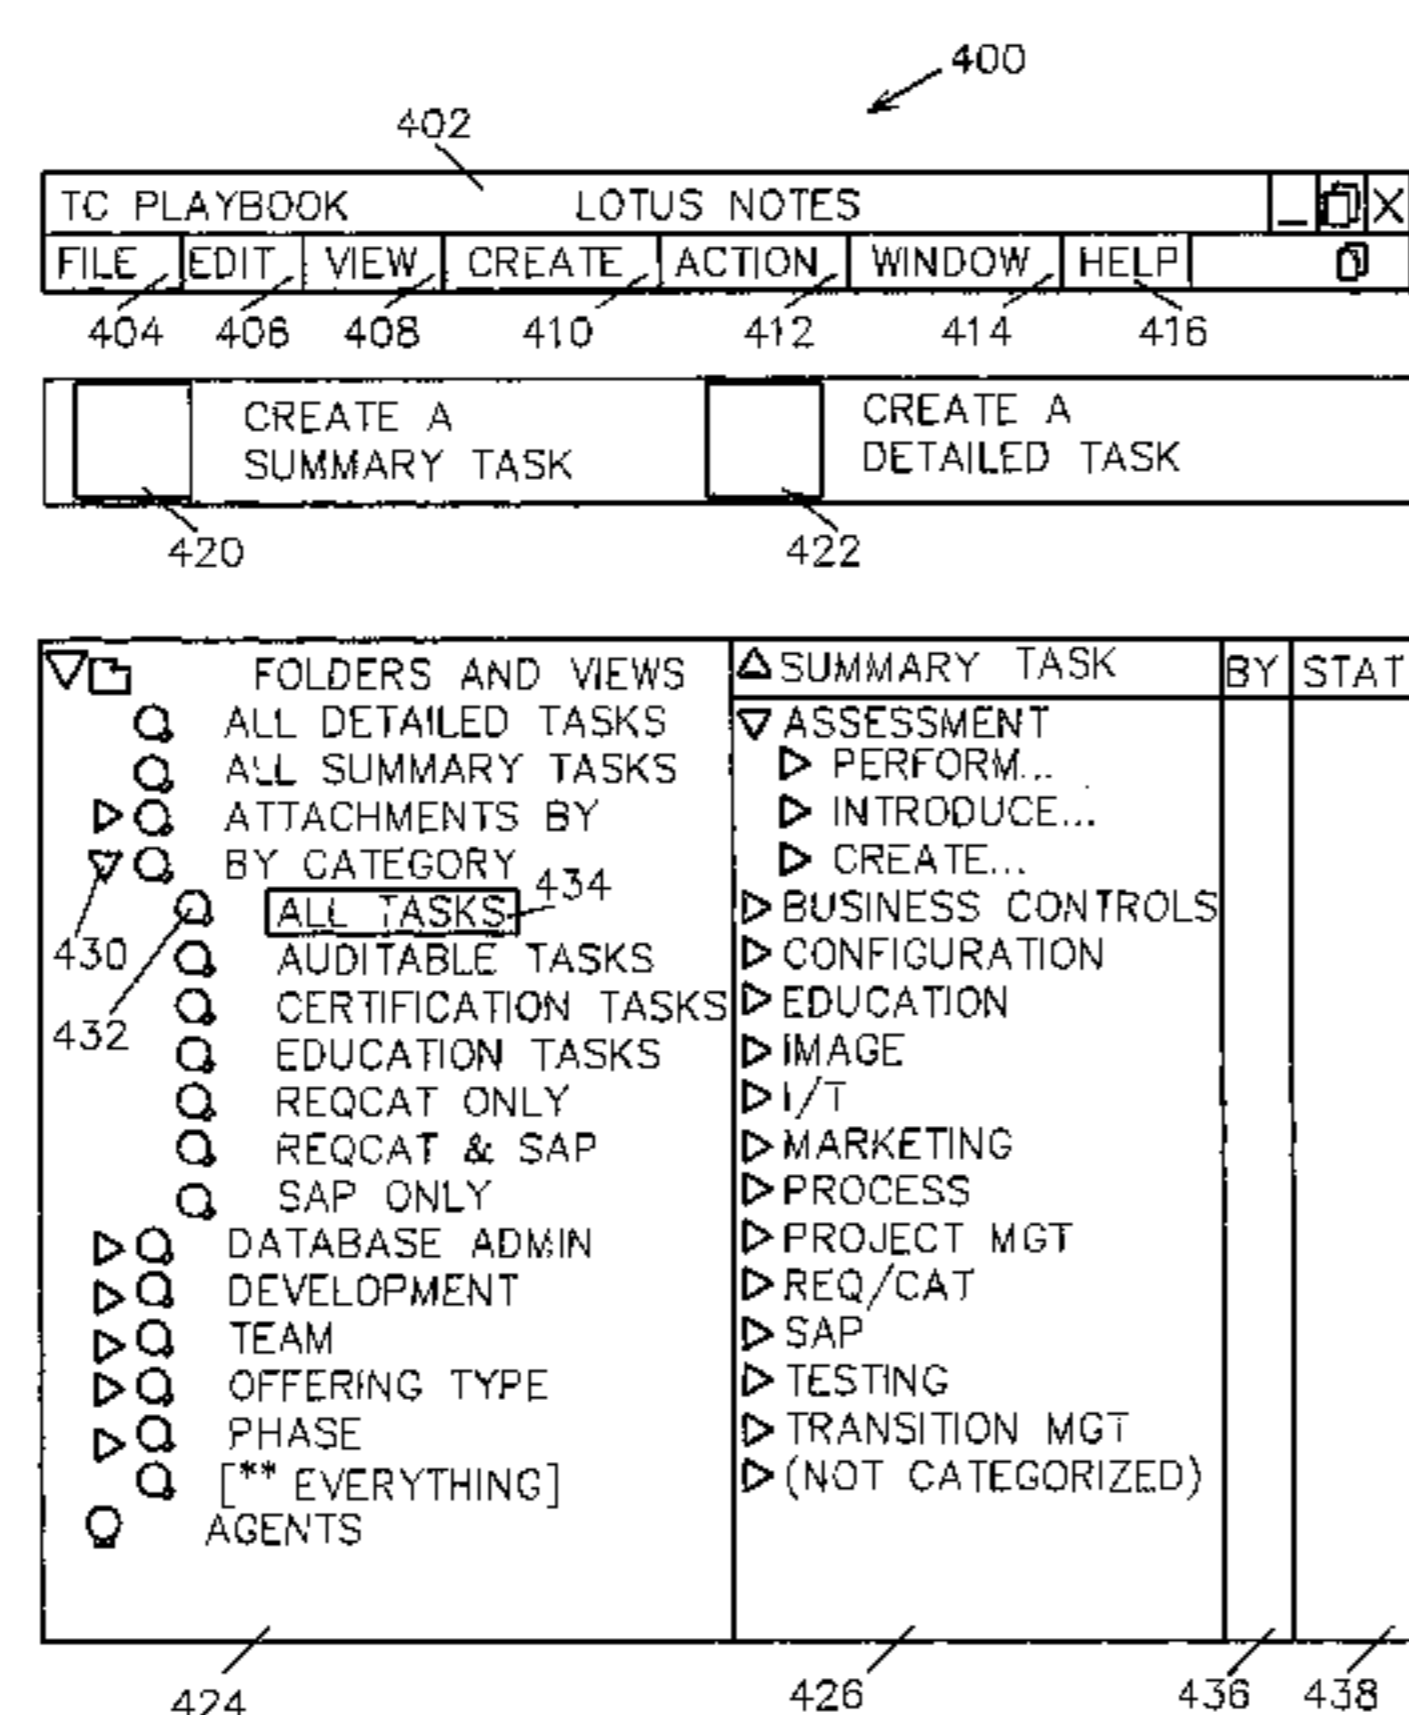 400
402
TC PLAYBOOK LOTUS NOTES
FILE EDIT VIEW CREATE ACTION WINDOW HELP
404 406 408 410 412 414 416
CREATE A
SUMMARY TASK
CREATE A
DETAILED TASK
420 422
FOLDERS AND VIEWS
ALL DETAILED TASKS
ALL SUMMARY TASKS
ATTACHMENTS BY
BY CATEGORY
434
ALL TASKS
430
AUDITABLE TASKS
CERTIFICATION TASKS
432
EDUCATION TASKS
REQCAT ONLY
REQCAT & SAP
SAP ONLY
DATABASE ADMIN
DEVELOPMENT
TEAM
OFFERING TYPE
PHASE
[** EVERYTHING]
AGENTS
SUMMARY TASK BY STAT
ASSESSMENT
PERFORM...
INTRODUCE...
CREATE...
BUSINESS CONTROLS
CONFIGURATION
EDUCATION
IMAGE
I/T
MARKETING
PROCESS
PROJECT MGT
REQ/CAT
SAP
TESTING
TRANSITION MGT
(NOT CATEGORIZED)
424 426 436 438